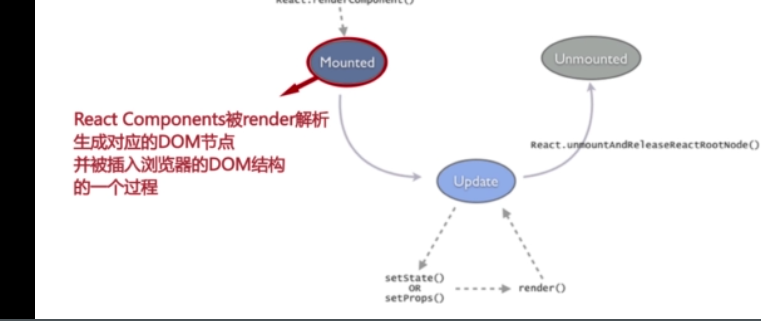 React.renderComponent()
Mounted
Unmounted
React Components被render解析
生成对应的DOM节点
并被插入浏览器的DOM结构
的一个过程
React.unmountAndReleaseReactRootNode()
Update
setState()
OR
setProps()
render()